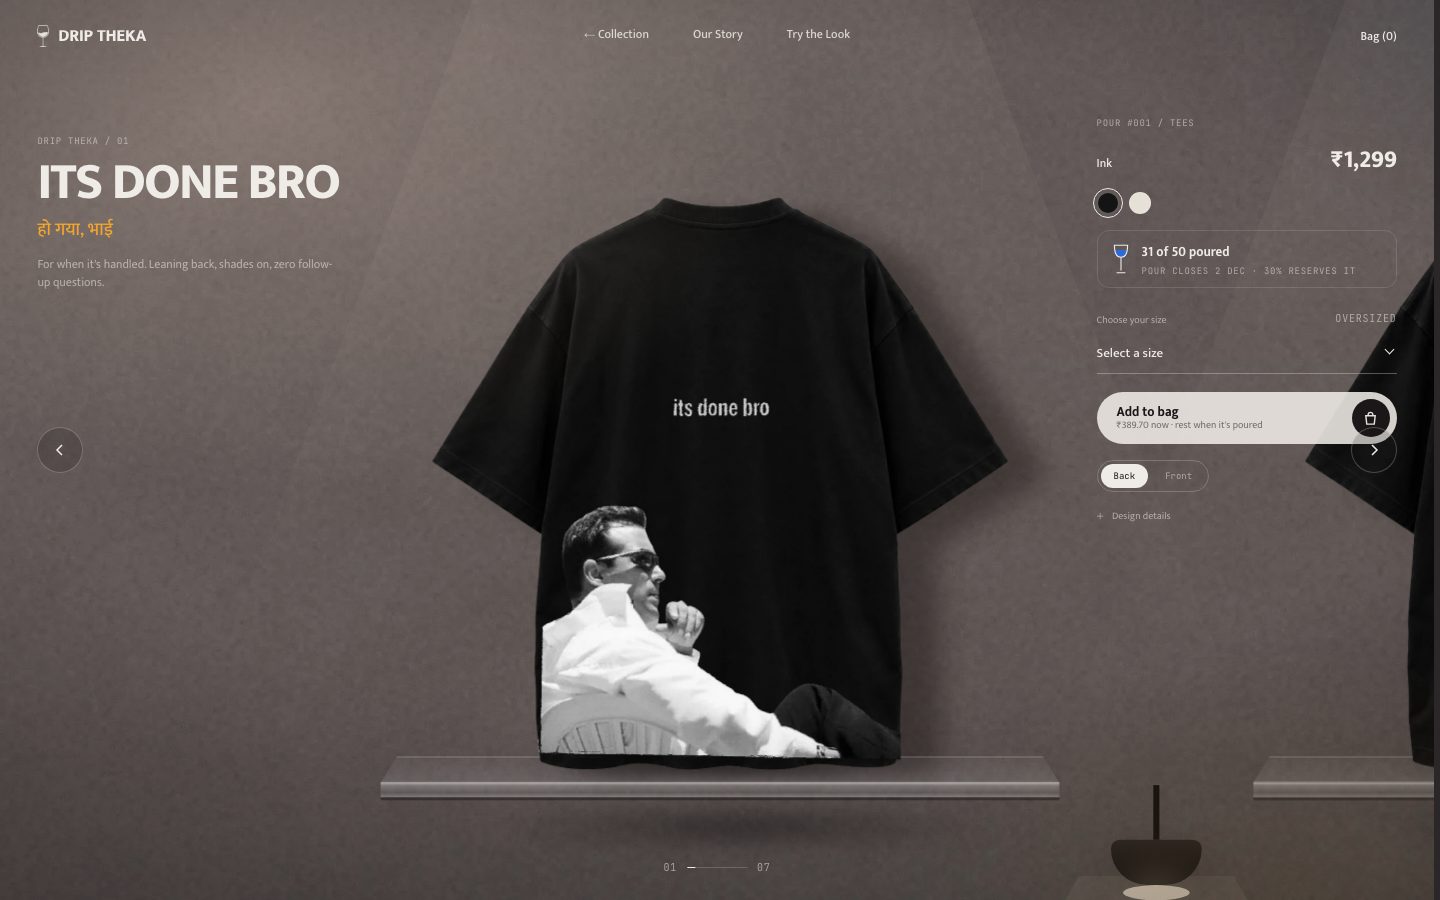 DRIP THEKA
← Collection
Our Story
Try the Look
Bag (0)
DRIP THEKA / 01
ITS DONE BRO
हो गया, भाई
For when it's handled. Leaning back, shades on, zero follow-
up questions.
its done bro
POUR #001 / TEES
Ink
₹1,299
31 of 50 poured
POUR CLOSES 2 DEC · 30% RESERVES IT
Choose your size
OVERSIZED
Select a size
Add to bag
₹389.70 now · rest when it's poured
Back
Front
+ Design details
01
07